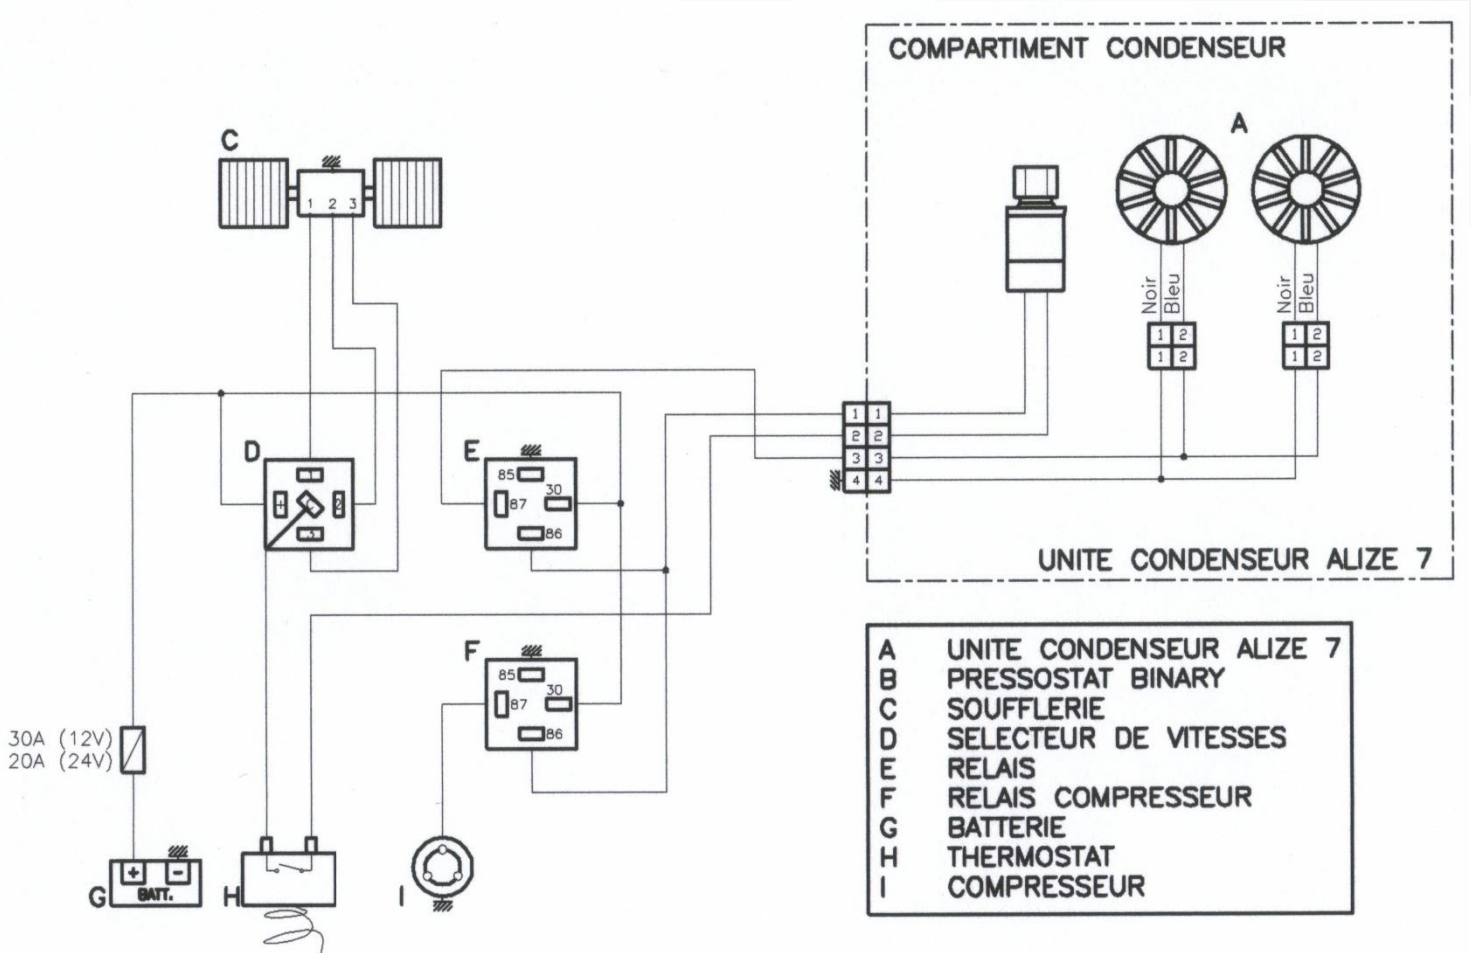 COMPARTIMENT CONDENSEUR
A
C
1 2 3
Noir
Bleu
Noir
Bleu
1 2
1 2
1 2
1 2
1 1
2 2
3 3
4 4
D
1
+ C 2
3
E
85
30
87
86
UNITE CONDENSEUR ALIZE 7
F
85
30
87
86
30A (12V)
20A (24V)
G
+ -
BATT.
H
I
A UNITE CONDENSEUR ALIZE 7
B PRESSOSTAT BINARY
C SOUFFLERIE
D SELECTEUR DE VITESSES
E RELAIS
F RELAIS COMPRESSEUR
G BATTERIE
H THERMOSTAT
I COMPRESSEUR